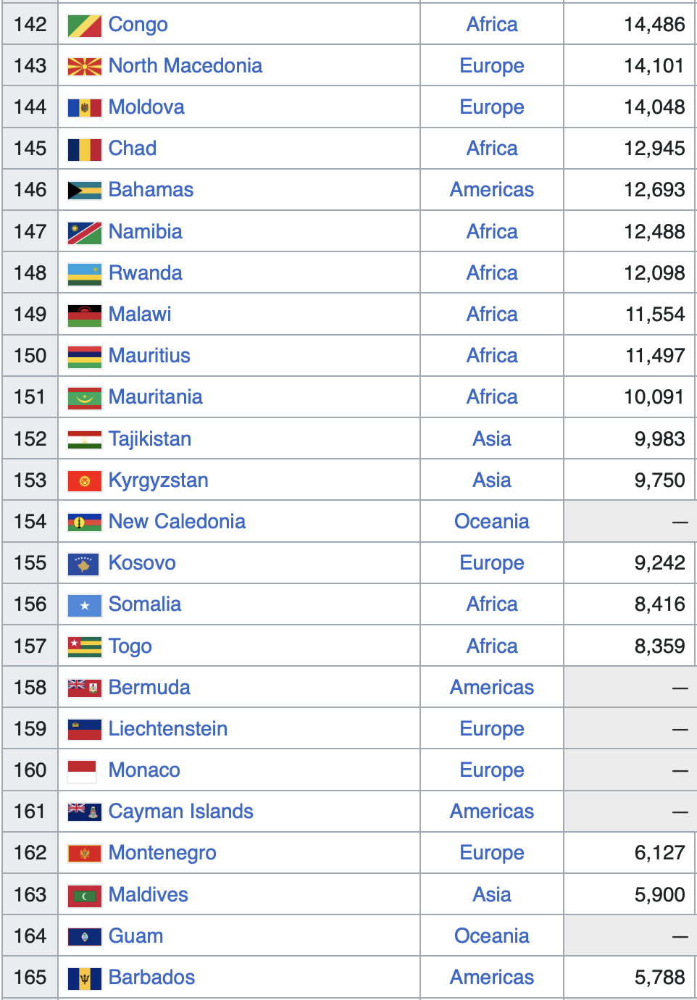 142 Congo Africa 14,486
143 North Macedonia Europe 14,101
144 Moldova Europe 14,048
145 Chad Africa 12,945
146 Bahamas Americas 12,693
147 Namibia Africa 12,488
148 Rwanda Africa 12,098
149 Malawi Africa 11,554
150 Mauritius Africa 11,497
151 Mauritania Africa 10,091
152 Tajikistan Asia 9,983
153 Kyrgyzstan Asia 9,750
154 New Caledonia Oceania —
155 Kosovo Europe 9,242
156 Somalia Africa 8,416
157 Togo Africa 8,359
158 Bermuda Americas —
159 Liechtenstein Europe —
160 Monaco Europe —
161 Cayman Islands Americas —
162 Montenegro Europe 6,127
163 Maldives Asia 5,900
164 Guam Oceania —
165 Barbados Americas 5,788